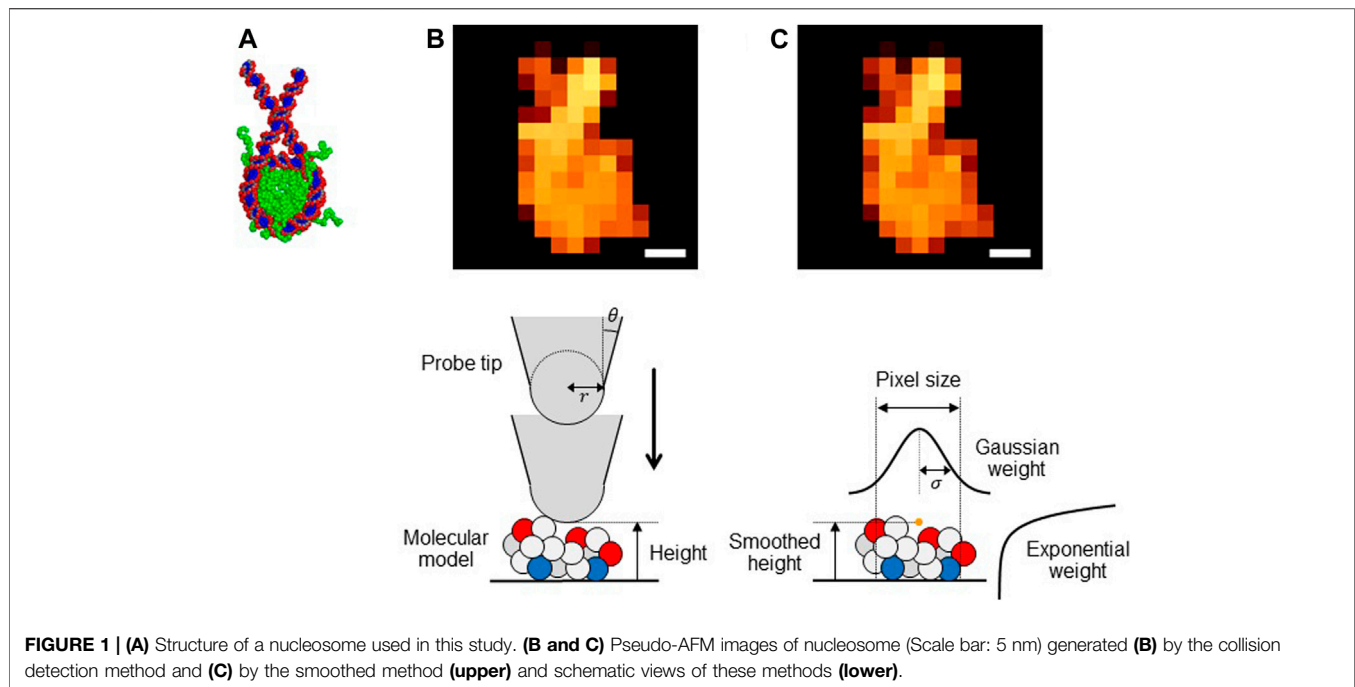 A
B
C
θ
Probe tip
r
Pixel size
Gaussian
weight
σ
Molecular
model
Height
Smoothed
height
Exponential
weight
FIGURE 1 | (A) Structure of a nucleosome used in this study. (B and C) Pseudo-AFM images of nucleosome (Scale bar: 5 nm) generated (B) by the collision
detection method and (C) by the smoothed method (upper) and schematic views of these methods (lower).